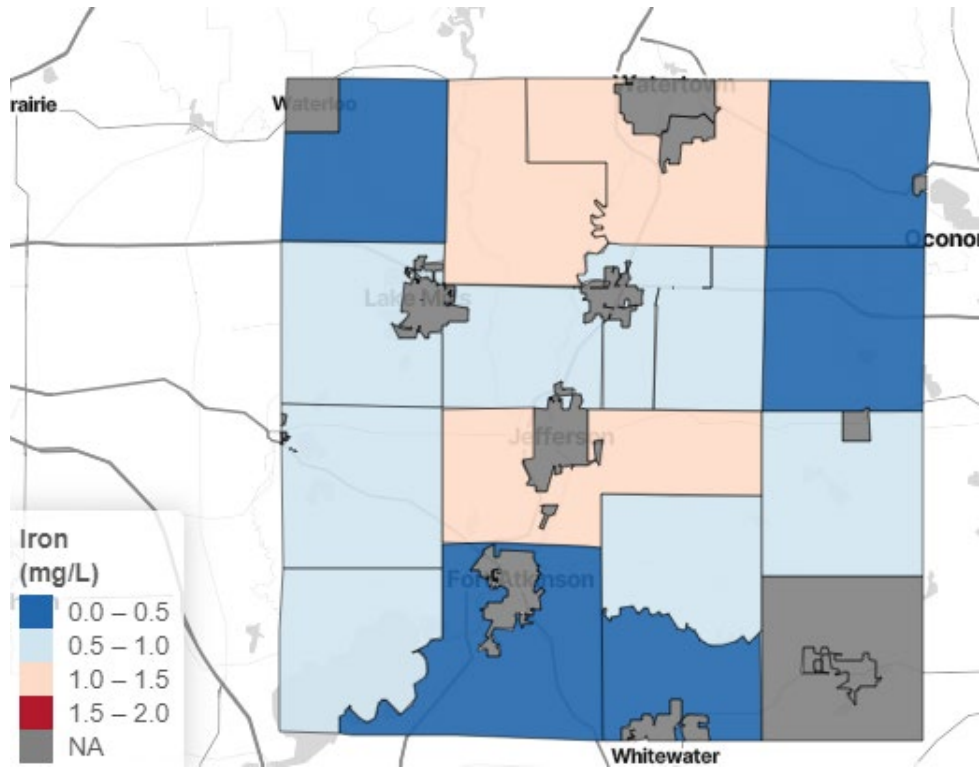 Watertown
rairie
Waterloo
Ocono
Lake Mills
Jefferson
Fort Atkinson
Whitewater
Iron
(mg/L)
0.0 – 0.5
0.5 – 1.0
1.0 – 1.5
1.5 – 2.0
NA